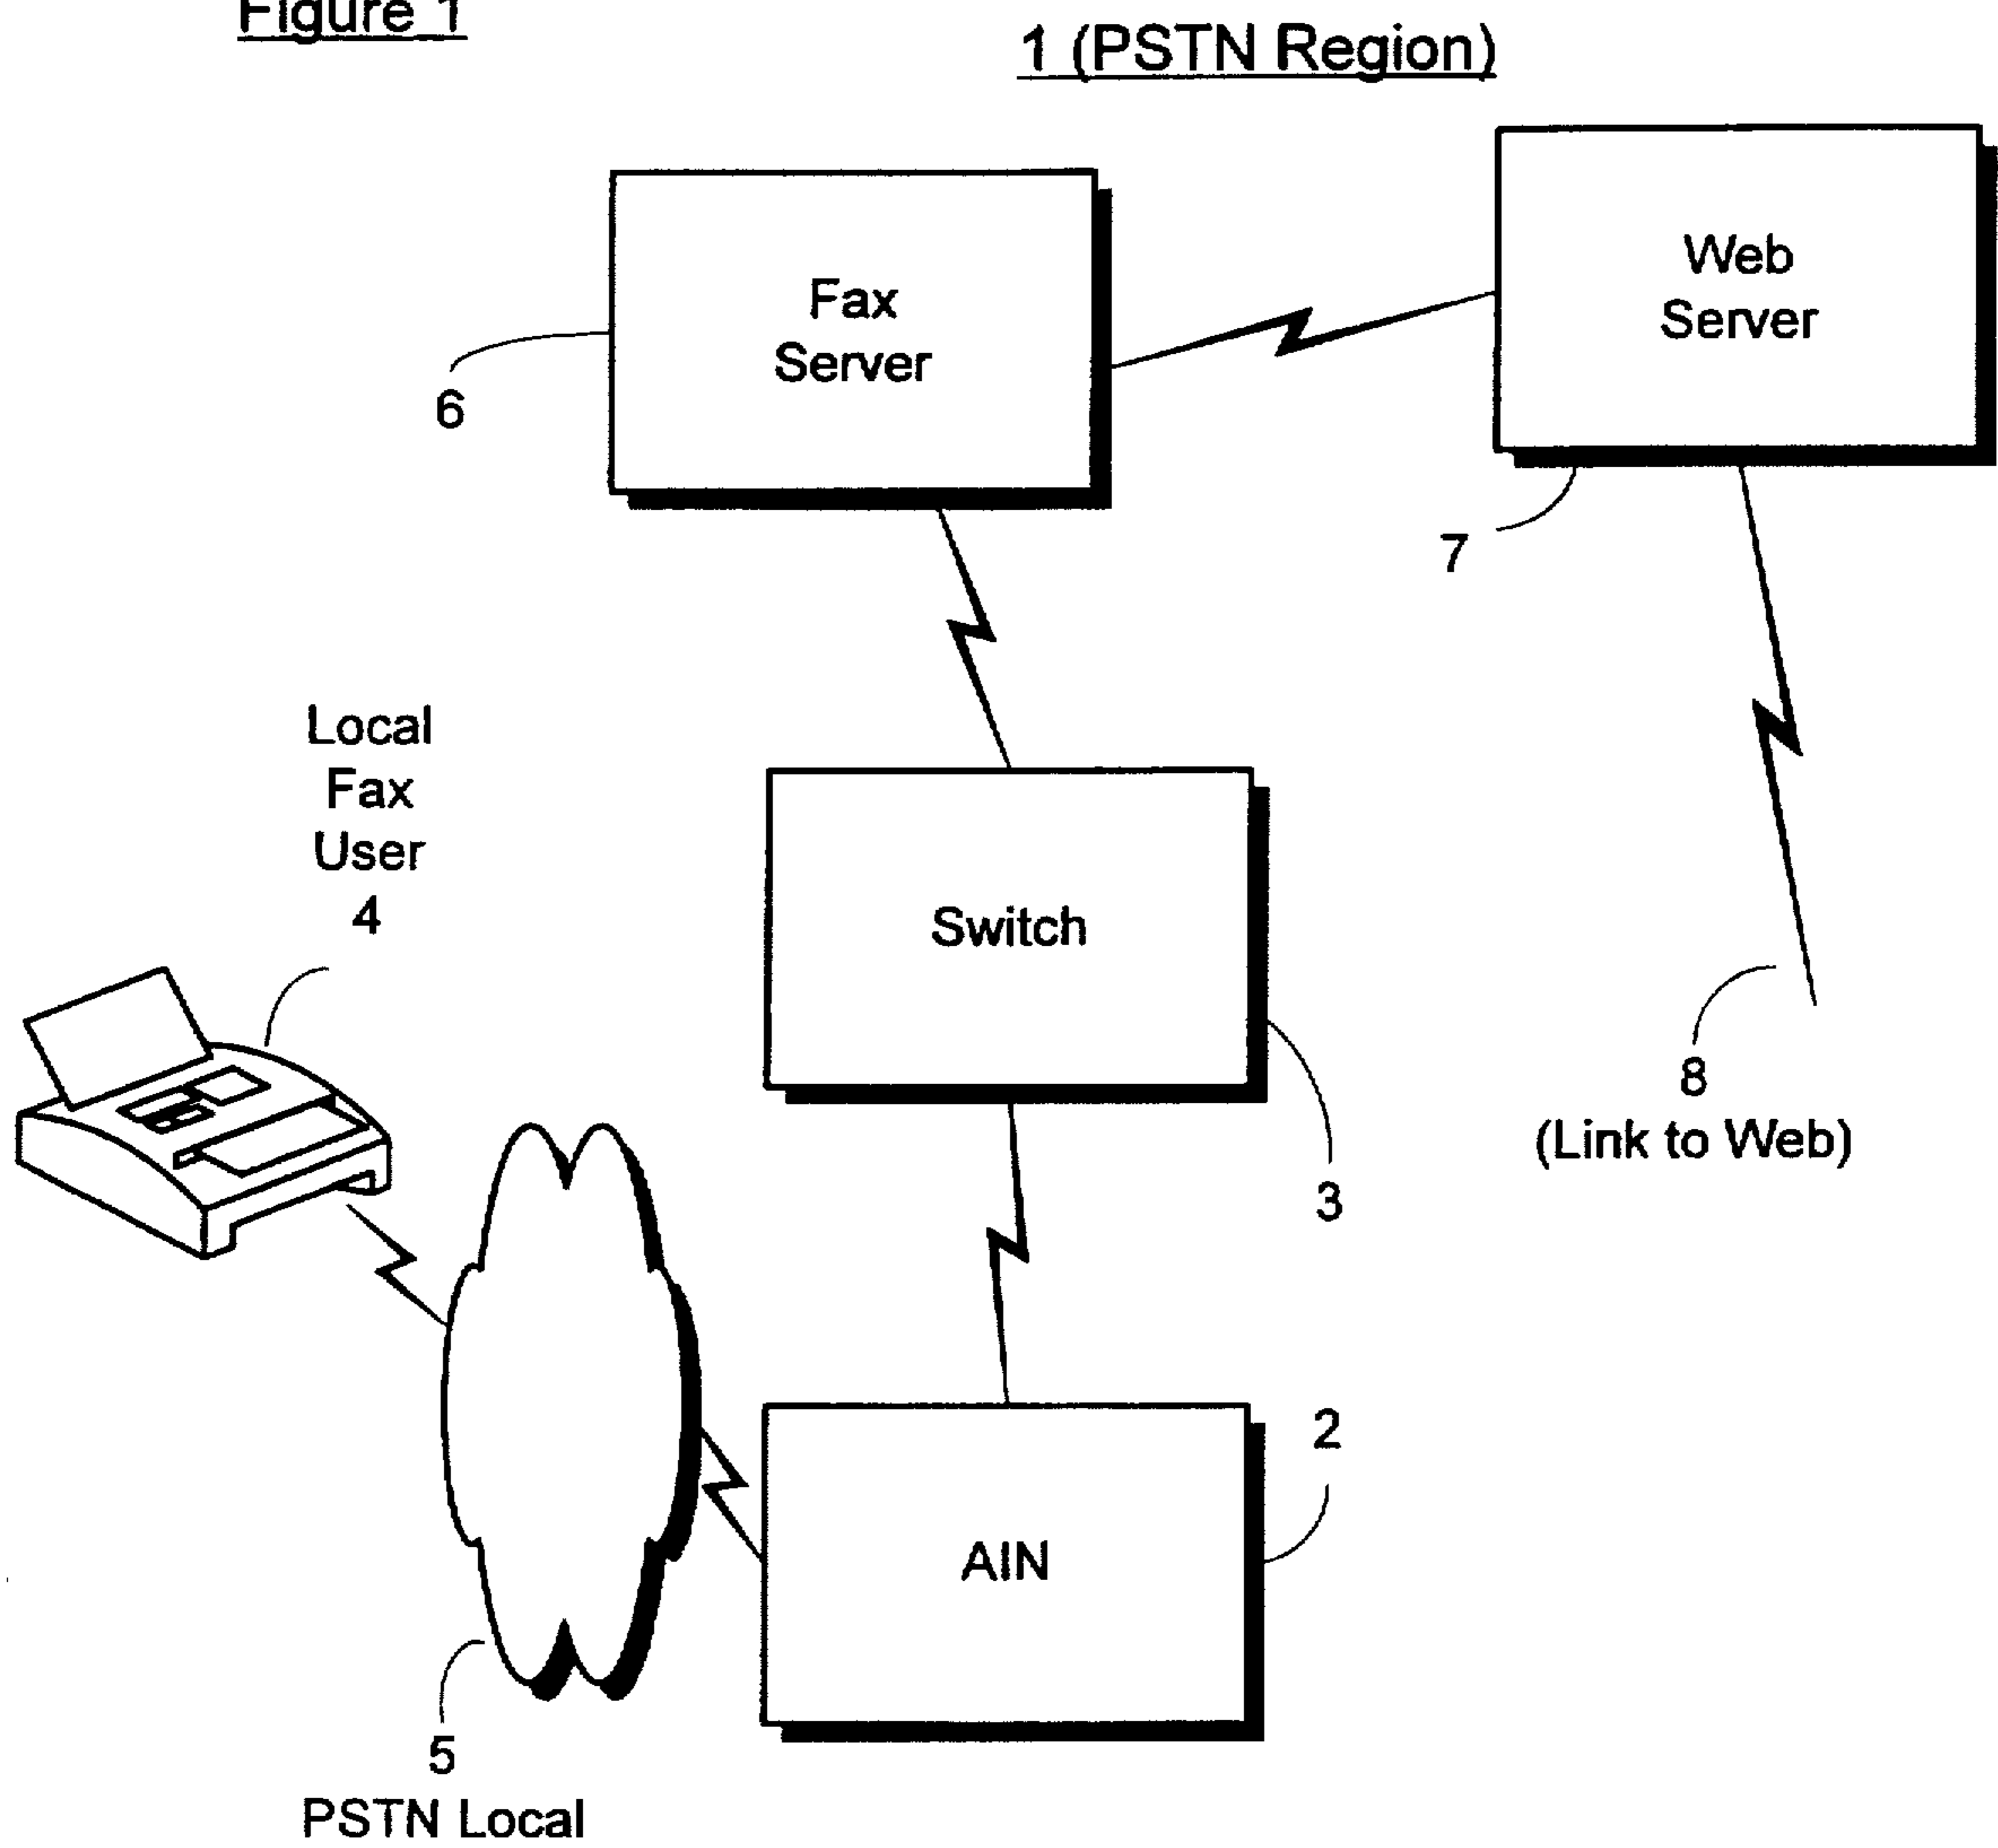 Figure 1
1 (PSTN Region)
Fax
Server
Web
Server
6
7
Local
Fax
User
4
Switch
8
(Link to Web)
3
2
AIN
5
PSTN Local